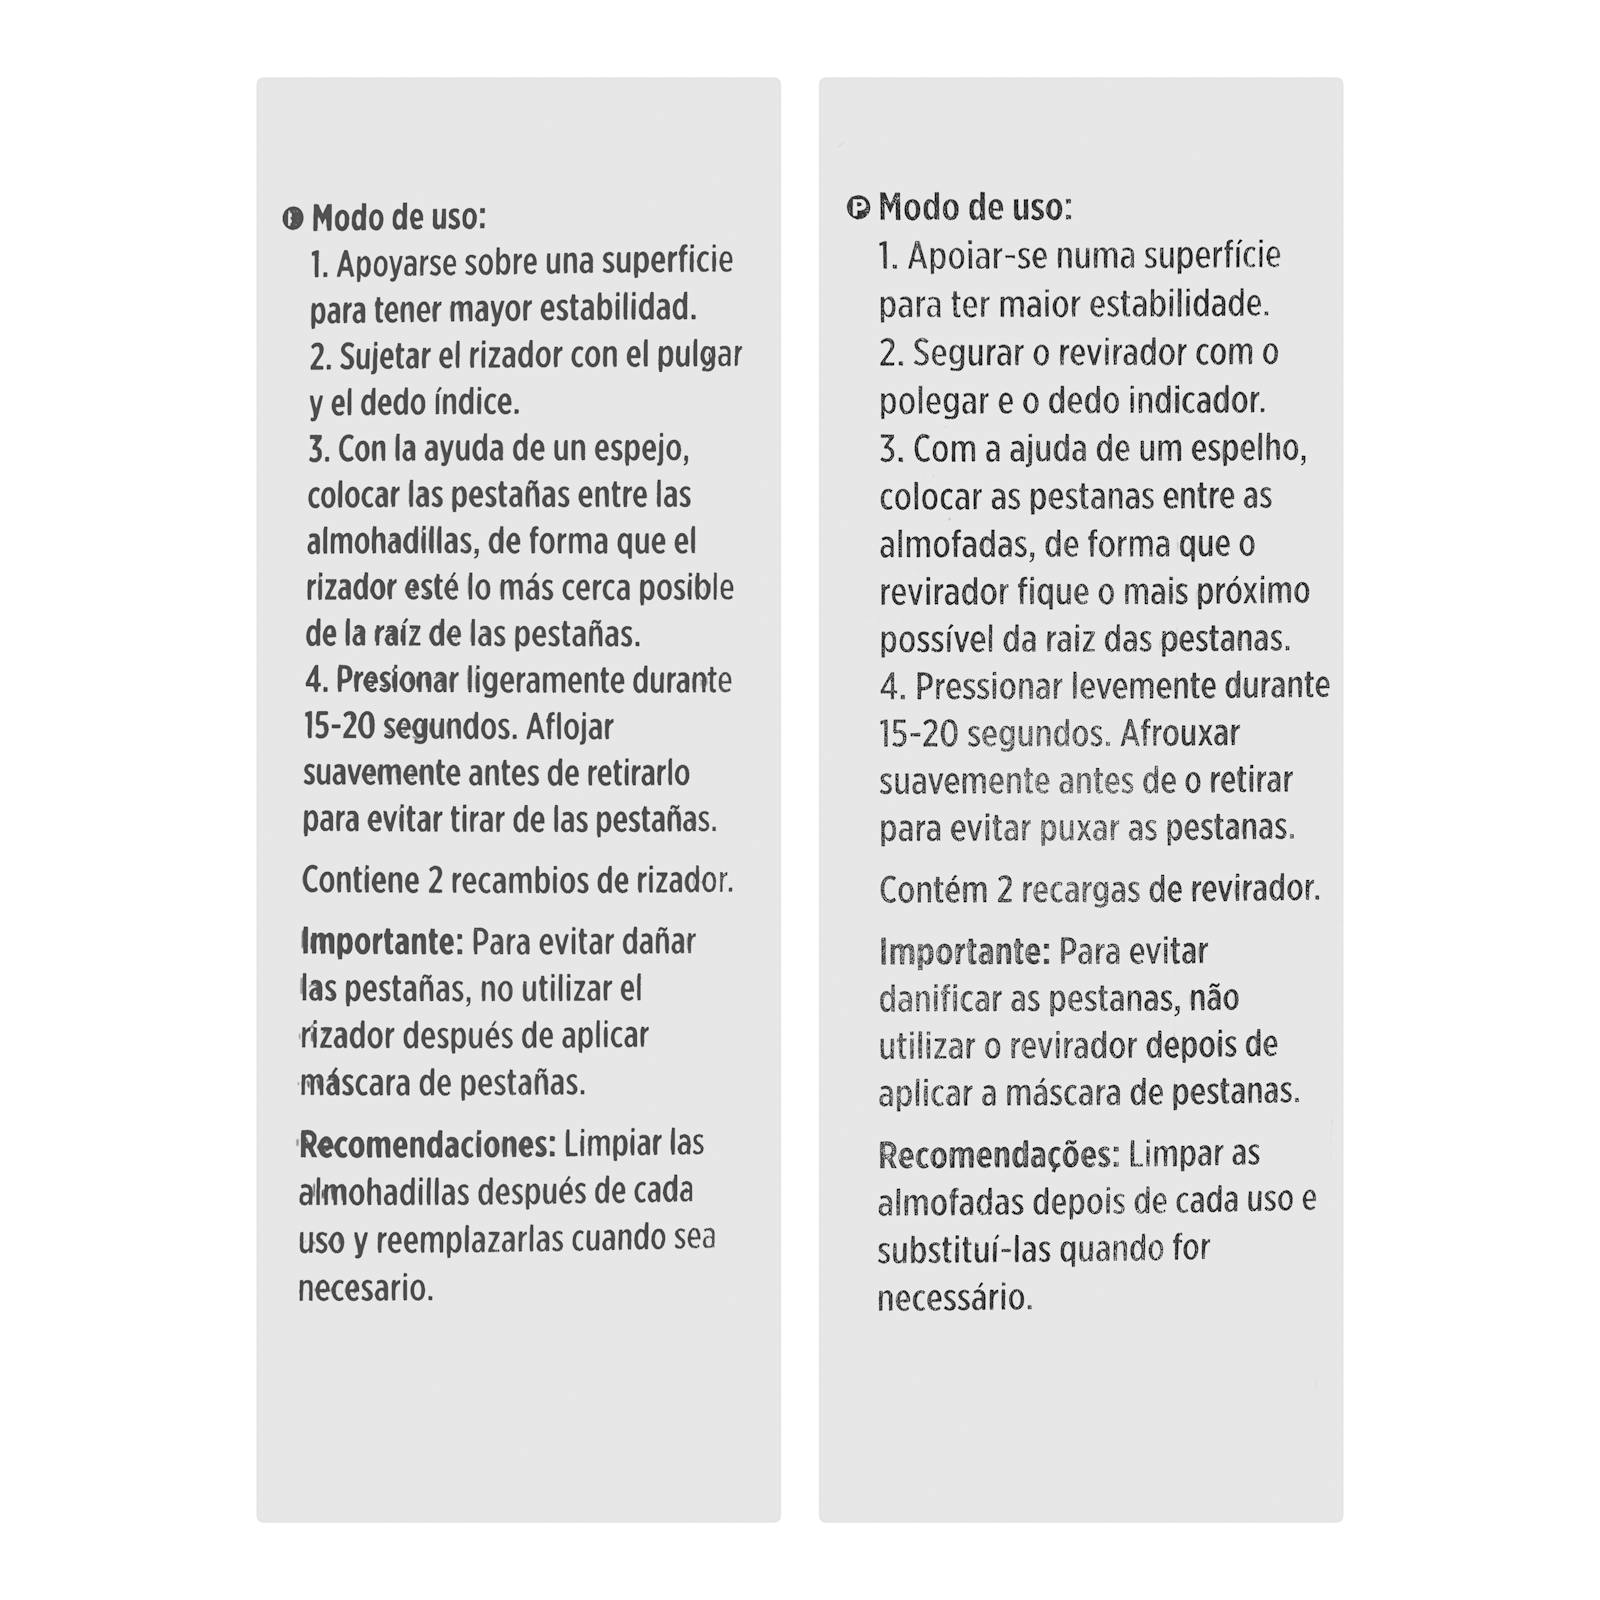 E Modo de uso:
1. Apoyarse sobre una superficie
para tener mayor estabilidad.
2. Sujetar el rizador con el pulgar
y el dedo índice.
3. Con la ayuda de un espejo,
colocar las pestañas entre las
almohadillas, de forma que el
rizador esté lo más cerca posible
de la raíz de las pestañas.
4. Presionar ligeramente durante
15-20 segundos. Aflojar
suavemente antes de retirarlo
para evitar tirar de las pestañas.
Contiene 2 recambios de rizador.
Importante: Para evitar dañar
las pestañas, no utilizar el
rizador después de aplicar
máscara de pestañas.
Recomendaciones: Limpiar las
almohadillas después de cada
uso y reemplazarlas cuando sea
necesario.
P Modo de uso:
1. Apoiar-se numa superfície
para ter maior estabilidade.
2. Segurar o revirador com o
polegar e o dedo indicador.
3. Com a ajuda de um espelho,
colocar as pestanas entre as
almofadas, de forma que o
revirador fique o mais próximo
possível da raiz das pestanas.
4. Pressionar levemente durante
15-20 segundos. Afrouxar
suavemente antes de o retirar
para evitar puxar as pestanas.
Contém 2 recargas de revirador.
Importante: Para evitar
danificar as pestanas, não
utilizar o revirador depois de
aplicar a máscara de pestanas.
Recomendações: Limpar as
almofadas depois de cada uso e
substituí-las quando for
necessário.